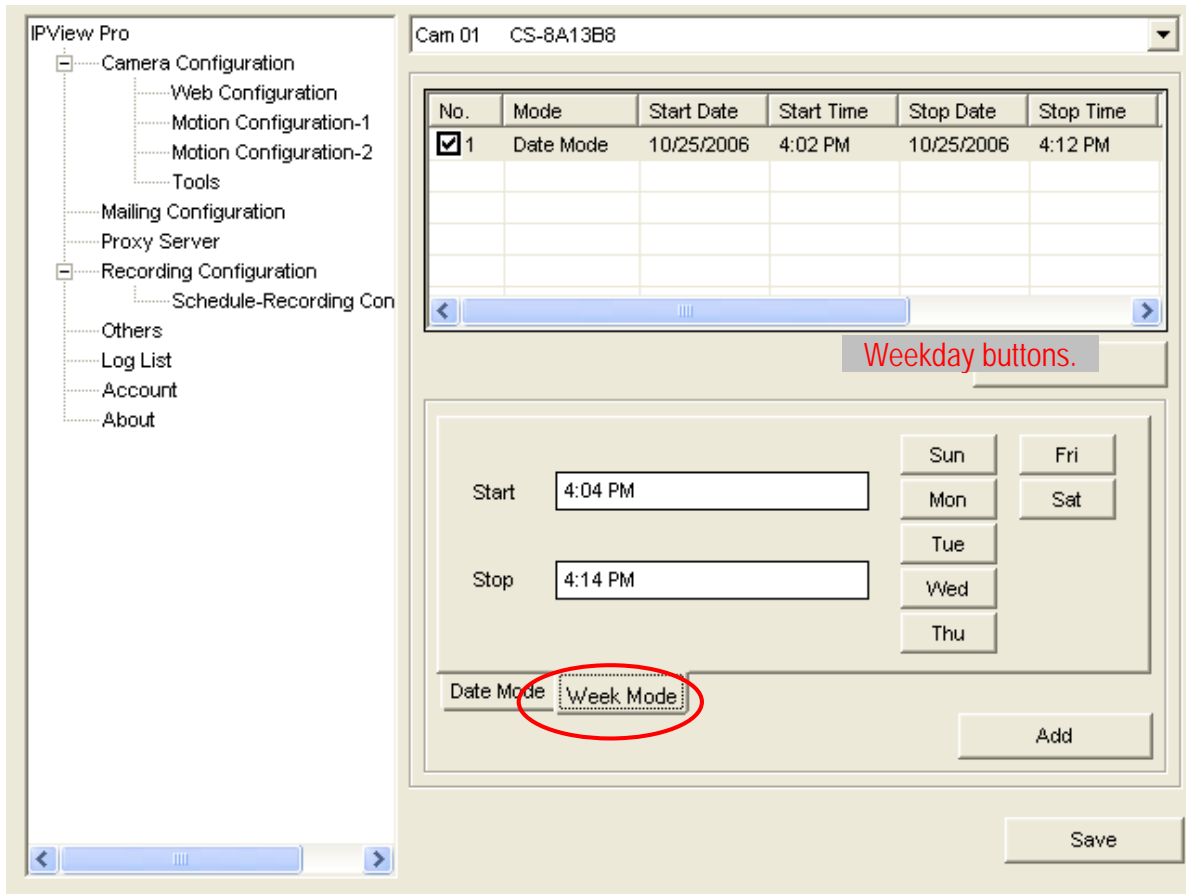 IPView Pro
Camera Configuration
Web Configuration
Motion Configuration-1
Motion Configuration-2
Tools
Mailing Configuration
Proxy Server
Recording Configuration
Schedule-Recording Con
Others
Log List
Account
About
Cam 01 CS-8A13B8
No. Mode Start Date Start Time Stop Date Stop Time
1 Date Mode 10/25/2006 4:02 PM 10/25/2006 4:12 PM
Weekday buttons.
Start 4:04 PM
Stop 4:14 PM
Sun Fri
Mon Sat
Tue
Wed
Thu
Date Mode Week Mode
Add
Save